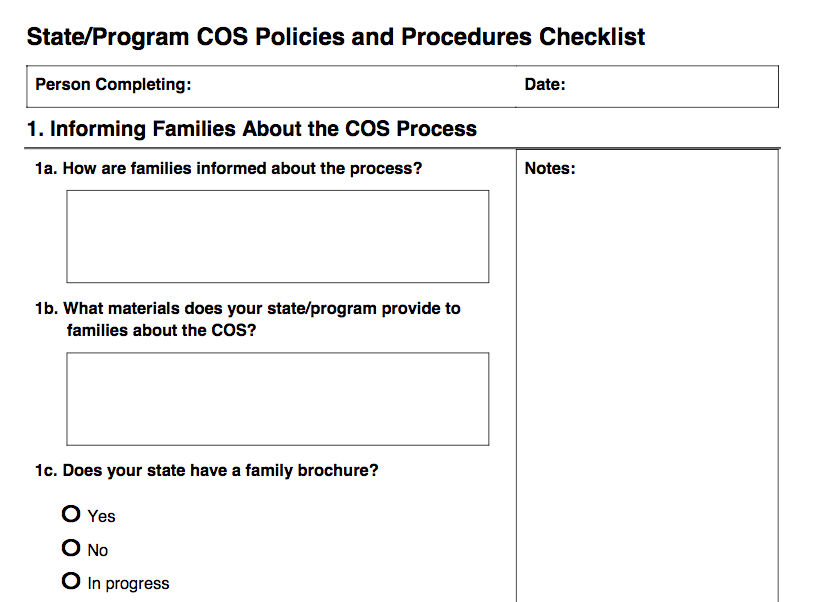 State/Program COS Policies and Procedures Checklist
Person Completing: Date:
1. Informing Families About the COS Process
1a. How are families informed about the process?
Notes:
1b. What materials does your state/program provide to
families about the COS?
1c. Does your state have a family brochure?
Yes
No
In progress